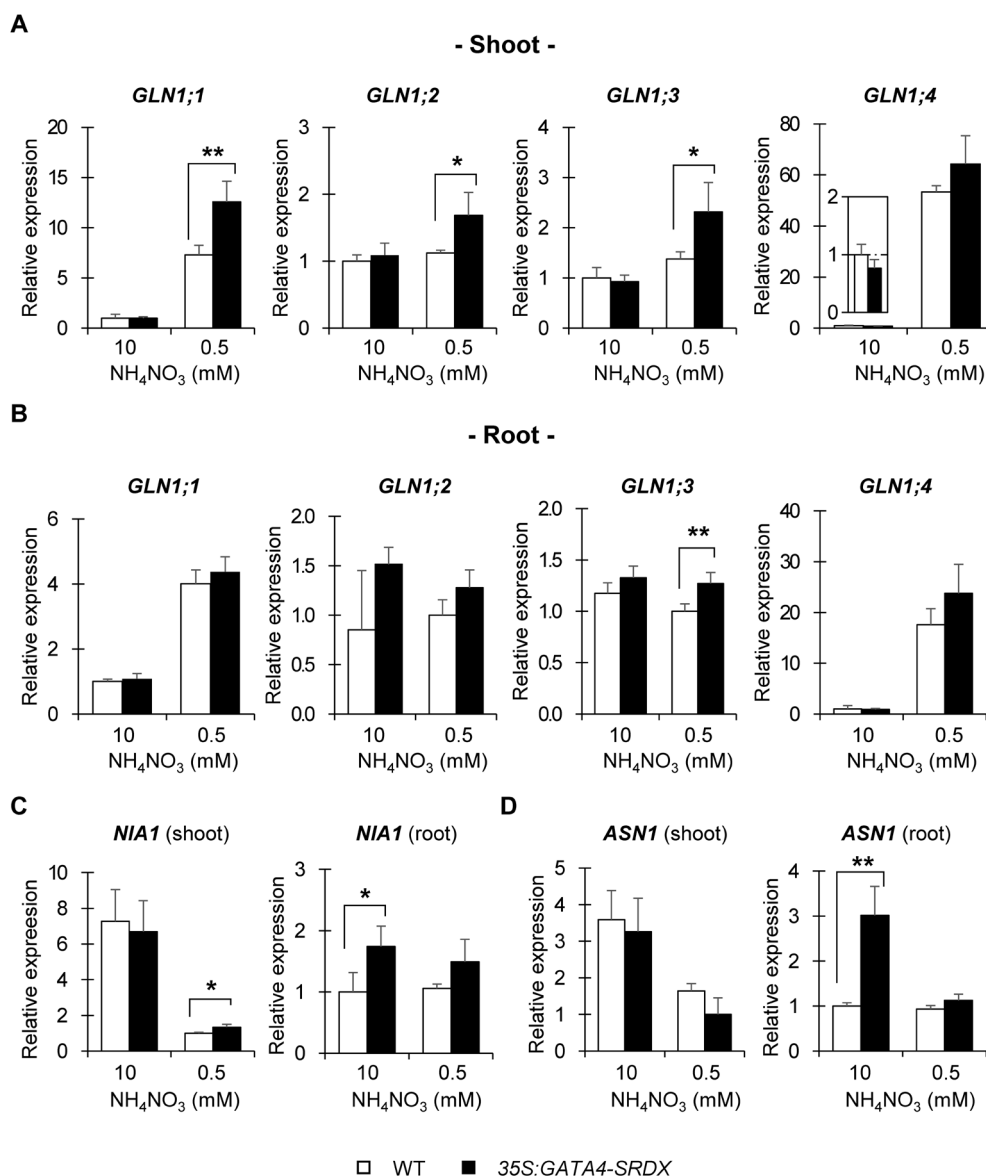 A
- Shoot -
GLN1;1 GLN1;2 GLN1;3 GLN1;4
Relative expression
20
15
10
5
0
**
10 0.5
NH₄NO₃ (mM)
Relative expression
3
2
1
0
*
10 0.5
NH₄NO₃ (mM)
Relative expression
4
3
2
1
0
*
10 0.5
NH₄NO₃ (mM)
Relative expression
80
60
40
20
0
2
1
0
10 0.5
NH₄NO₃ (mM)
B
- Root -
GLN1;1 GLN1;2 GLN1;3 GLN1;4
Relative expression
6
4
2
0
10 0.5
NH₄NO₃ (mM)
Relative expression
2.0
1.5
1.0
0.5
0.0
10 0.5
NH₄NO₃ (mM)
Relative expression
2.0
1.5
1.0
0.5
0.0
**
10 0.5
NH₄NO₃ (mM)
Relative expression
40
30
20
10
0
10 0.5
NH₄NO₃ (mM)
C
NIA1 (shoot) NIA1 (root)
Relative expreession
10
8
6
4
2
0
*
10 0.5
NH₄NO₃ (mM)
Relative expression
3
2
1
0
*
10 0.5
NH₄NO₃ (mM)
D
ASN1 (shoot) ASN1 (root)
Relative expression
5
4
3
2
1
0
10 0.5
NH₄NO₃ (mM)
Relative expression
4
3
2
1
0
**
10 0.5
NH₄NO₃ (mM)
WT 35S:GATA4-SRDX